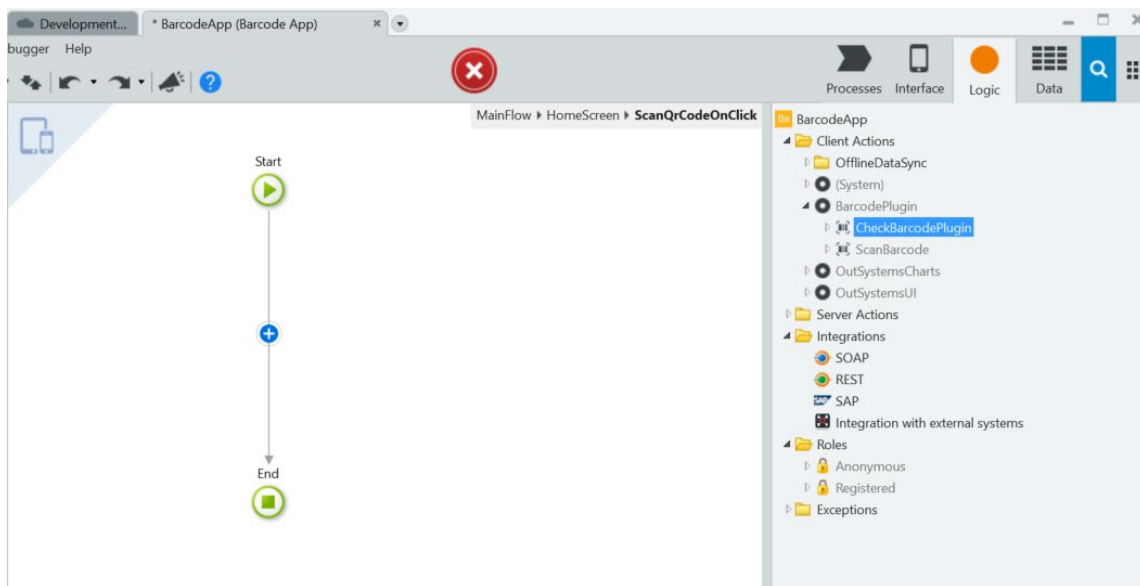 Development...
* BarcodeApp (Barcode App)
bugger Help
Processes Interface Logic Data
MainFlow HomeScreen ScanQrCodeOnClick
Start
End
Ba BarcodeApp
Client Actions
OfflineDataSync
(System)
BarcodePlugin
CheckBarcodePlugin
ScanBarcode
OutSystemsCharts
OutSystemsUI
Server Actions
Integrations
SOAP
REST
SAP SAP
Integration with external systems
Roles
Anonymous
Registered
Exceptions